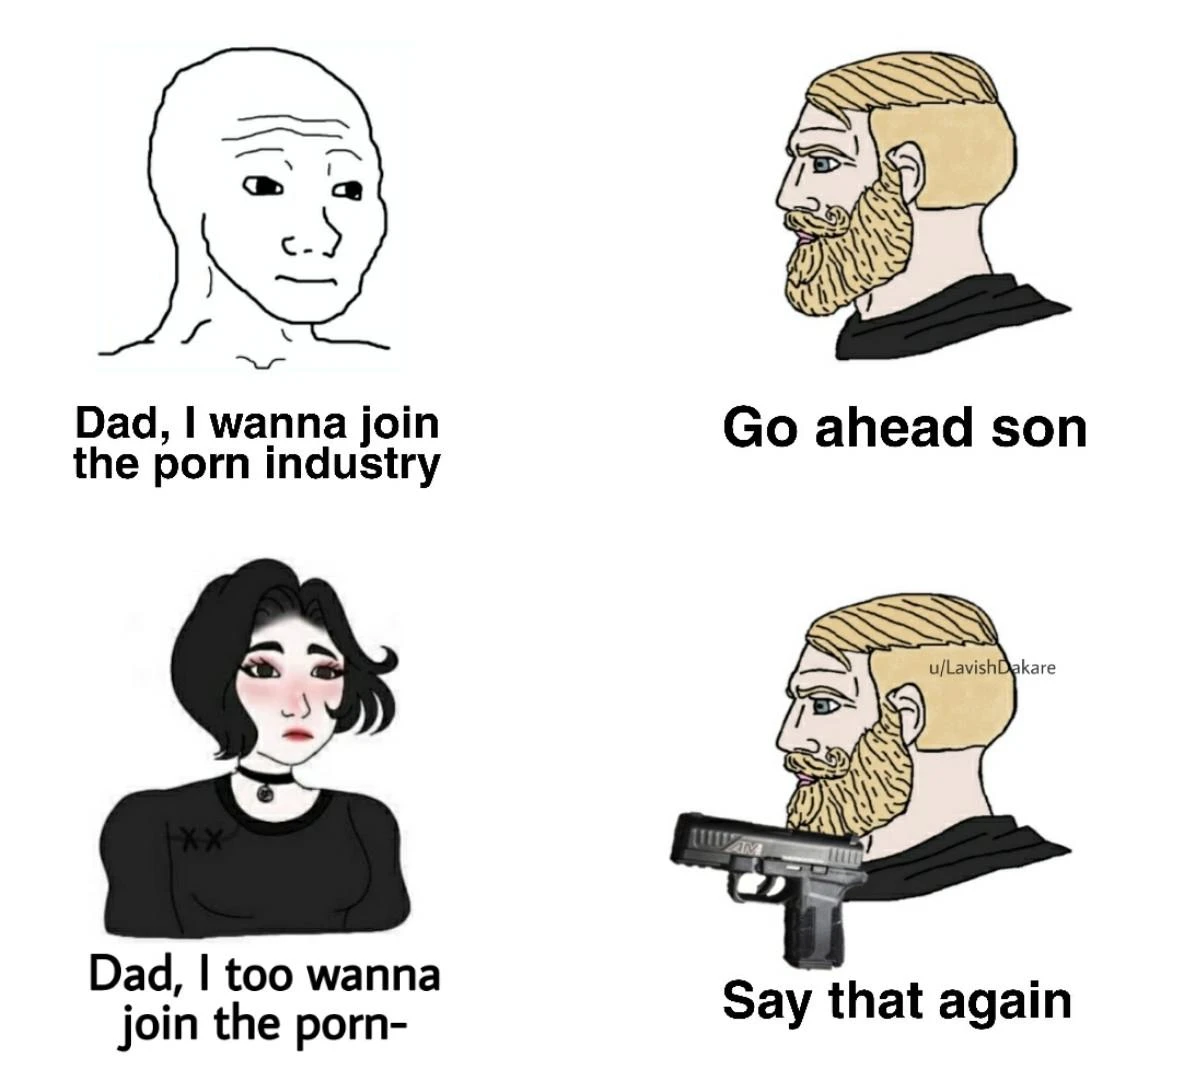 Dad, I wanna join
the porn industry
Go ahead son
u/LavishDakare
AM
Dad, I too wanna
join the porn-
Say that again